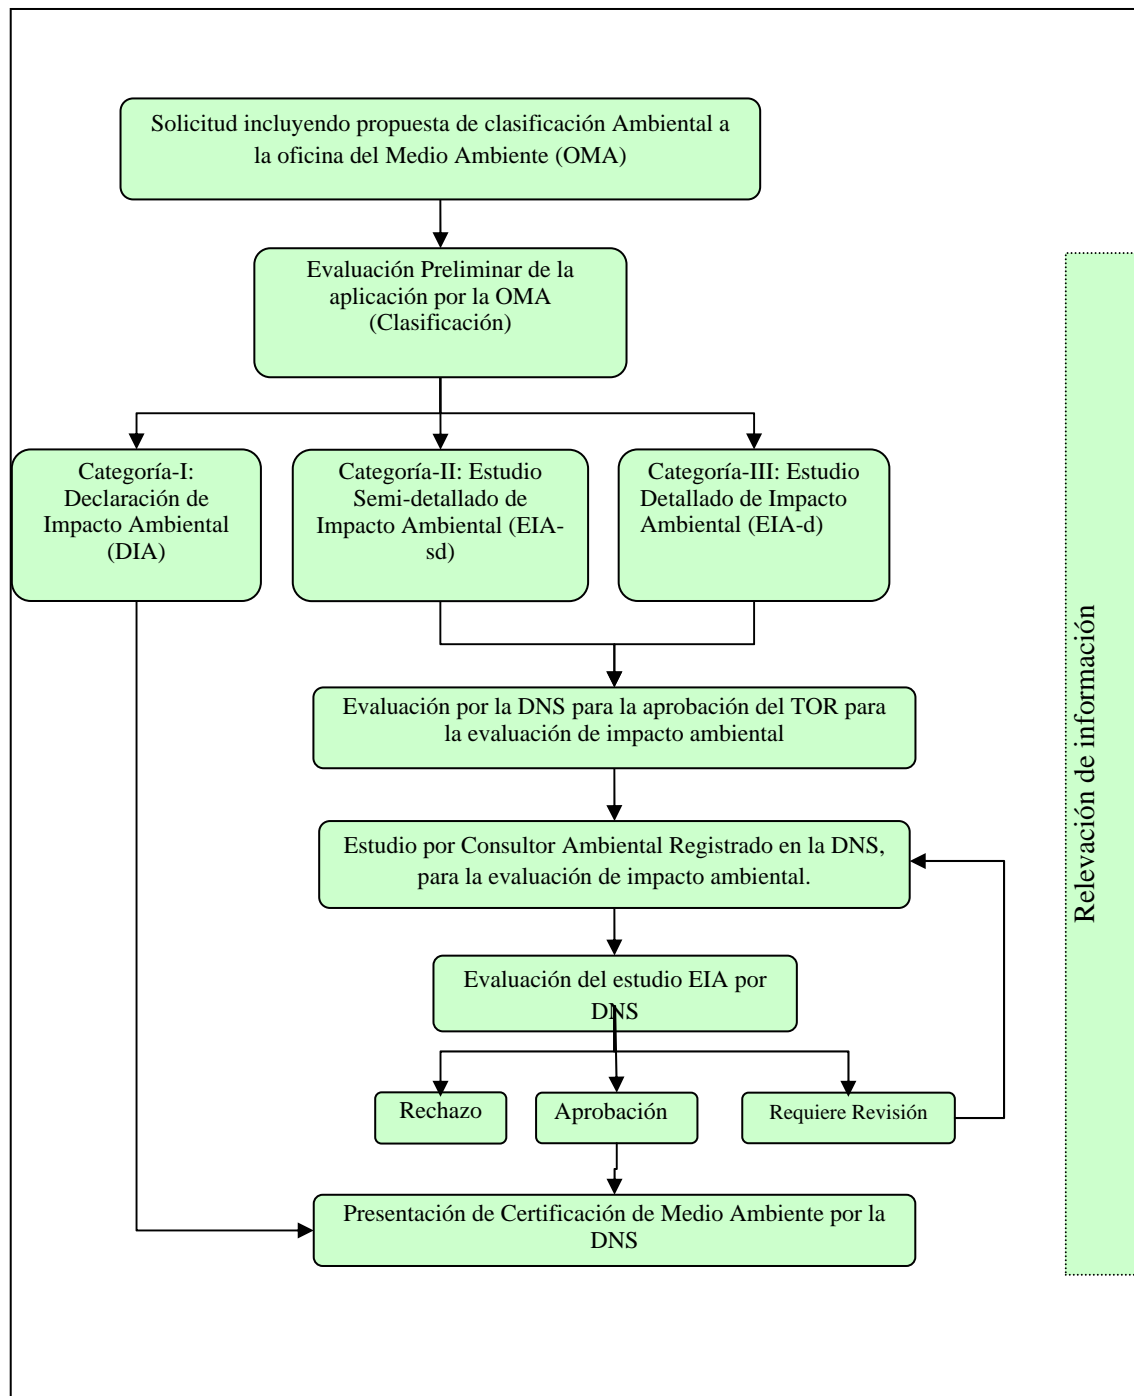 Solicitud incluyendo propuesta de clasificación Ambiental a
la oficina del Medio Ambiente (OMA)
Evaluación Preliminar de la
aplicación por la OMA
(Clasificación)
Categoría-I:
Declaración de
Impacto Ambiental
(DIA)
Categoría-II: Estudio
Semi-detallado de
Impacto Ambiental (EIA-
sd)
Categoría-III: Estudio
Detallado de Impacto
Ambiental (EIA-d)
Evaluación por la DNS para la aprobación del TOR para
la evaluación de impacto ambiental
Estudio por Consultor Ambiental Registrado en la DNS,
para la evaluación de impacto ambiental.
Evaluación del estudio EIA por
DNS
Rechazo
Aprobación
Requiere Revisión
Presentación de Certificación de Medio Ambiente por la
DNS
Relevación de información